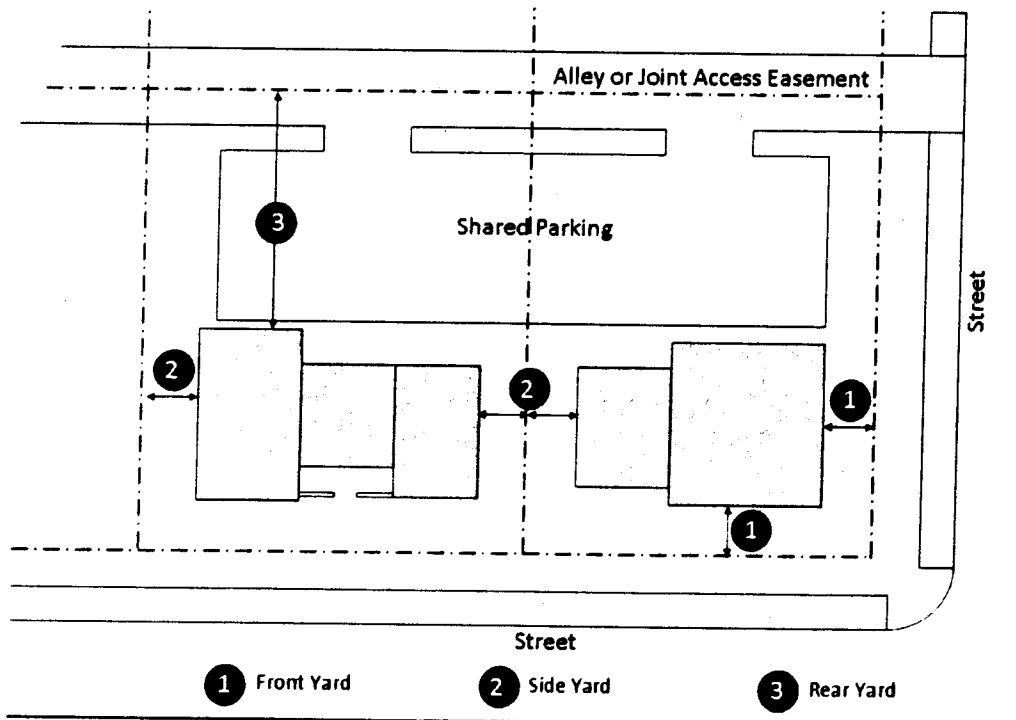 Alley or Joint Access Easement
3
Shared Parking
Street
2
2
1
1
Street
1 Front Yard
2 Side Yard
3 Rear Yard